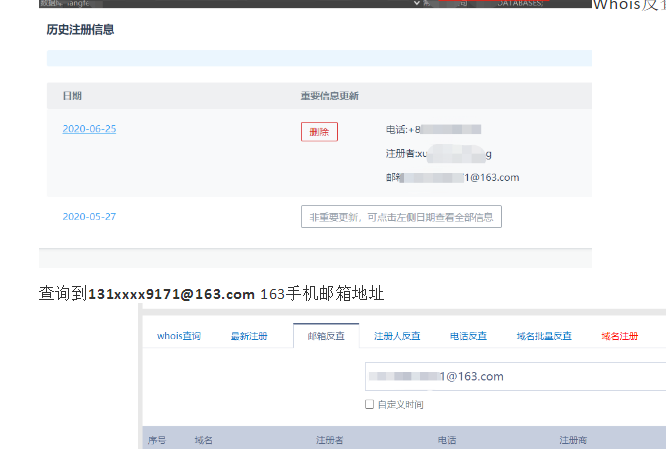 Whois反查
DATABASES;
历史注册信息
日期 重要信息更新
2020-06-25 删除 电话:+8
注册者:xu g
邮箱 1@163.com
2020-05-27 非重要更新，可点击左侧日期查看全部信息
查询到131xxxx9171@163.com 163手机邮箱地址
whois查询 最新注册 邮箱反查 注册人反查 电话反查 域名批量反查 域名注册
1@163.com
自定义时间
序号 域名 注册者 电话 注册商